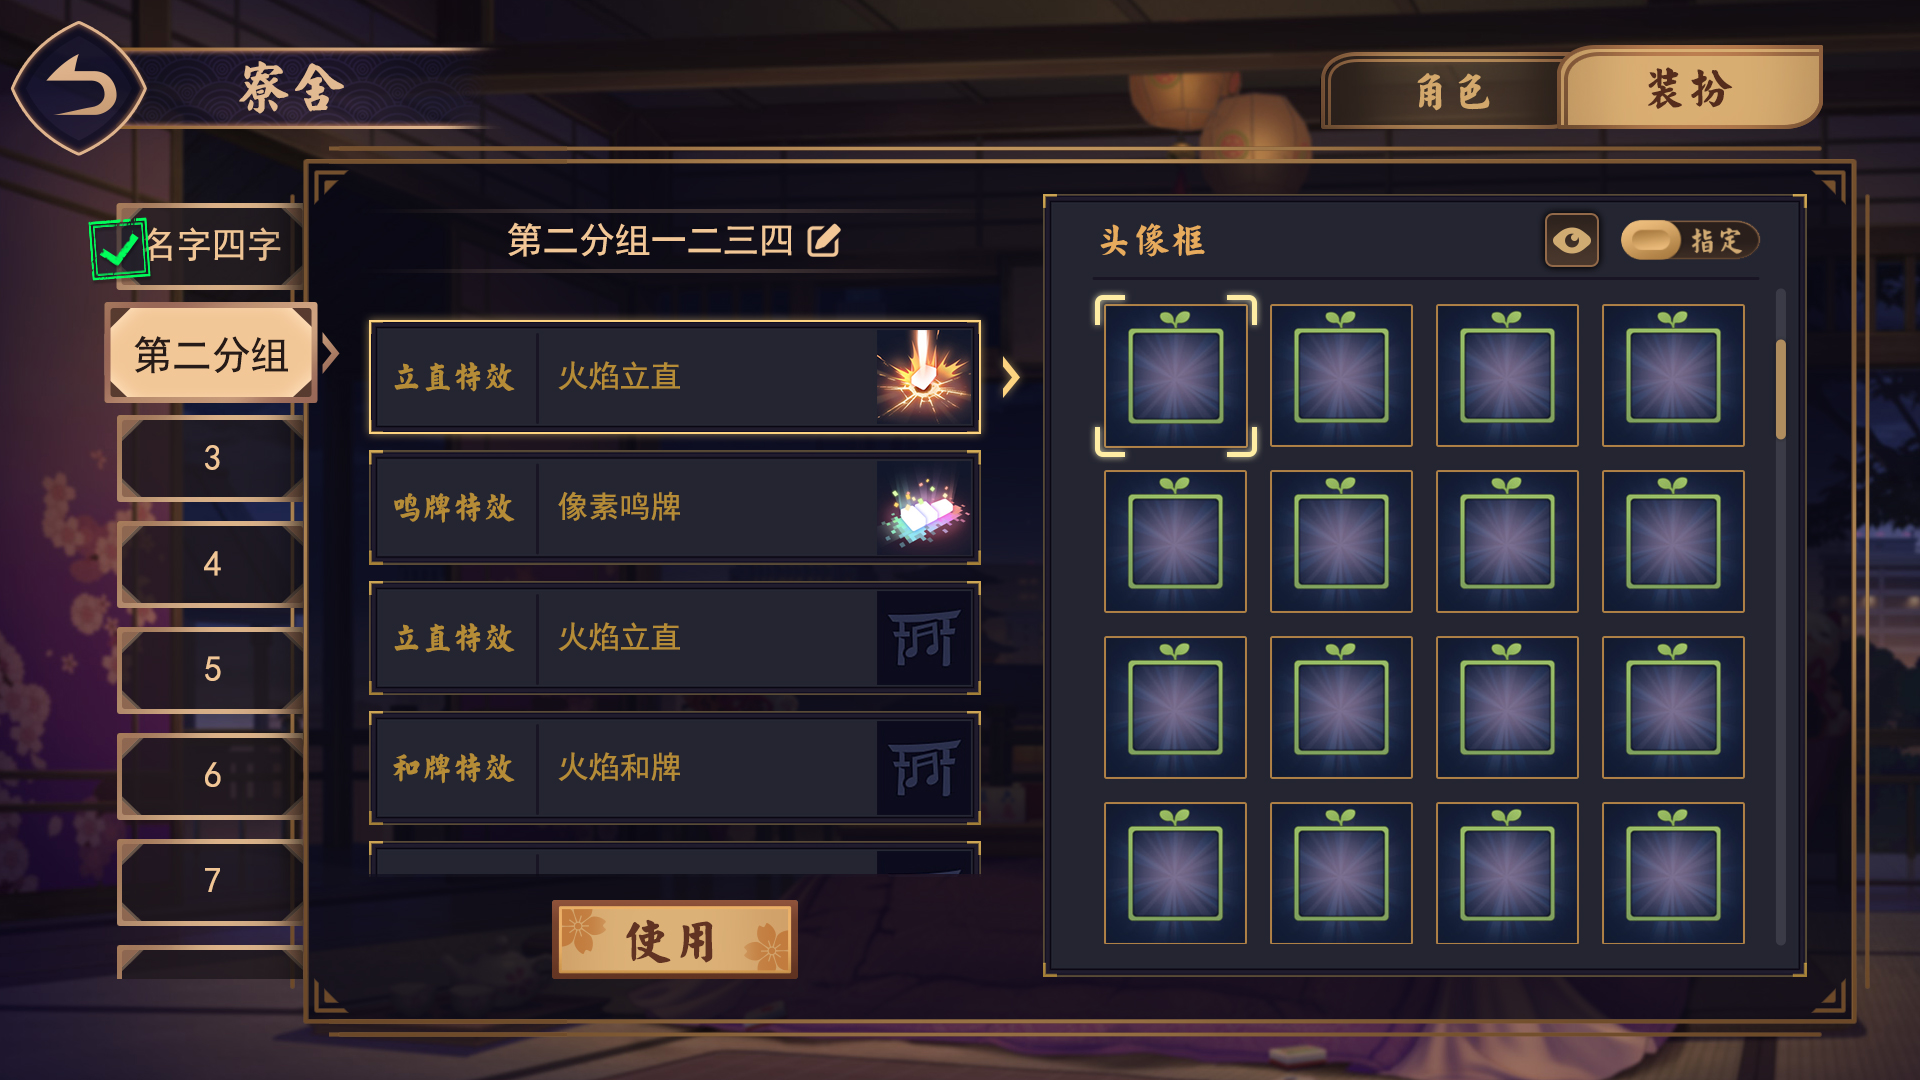 寮舍
角色
装扮
名字四字
第二分组
3
4
5
6
7
第二分组一二三四
立直特效 火焰立直
鸣牌特效 像素鸣牌
立直特效 火焰立直
和牌特效 火焰和牌
使用
头像框
指定